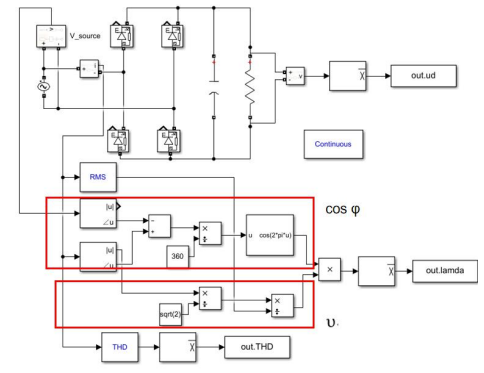 V_source
i
+
-
E
E
E
E
+
+
+
-
v
x
out.ud
Continuous
RMS
cos φ
|u|
∠u
-
+
×
÷
360
u cos(2*pi*u)
|u|
∠u
×
x
out.lamda
×
÷
sqrt(2)
×
÷
υ.
THD
x
out.THD